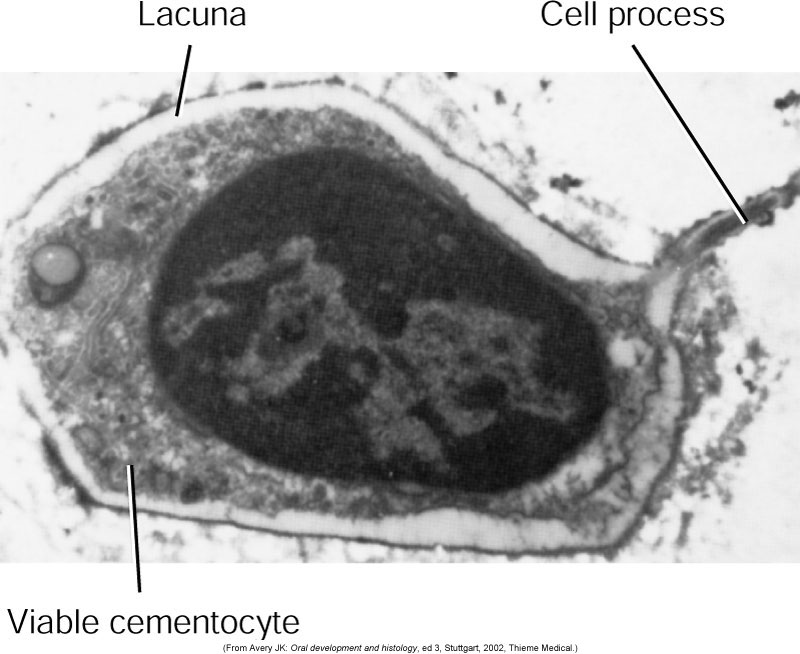 Lacuna
Cell process
Viable cementocyte
(From Avery JK: Oral development and histology, ed 3, Stuttgart, 2002, Thieme Medical.)